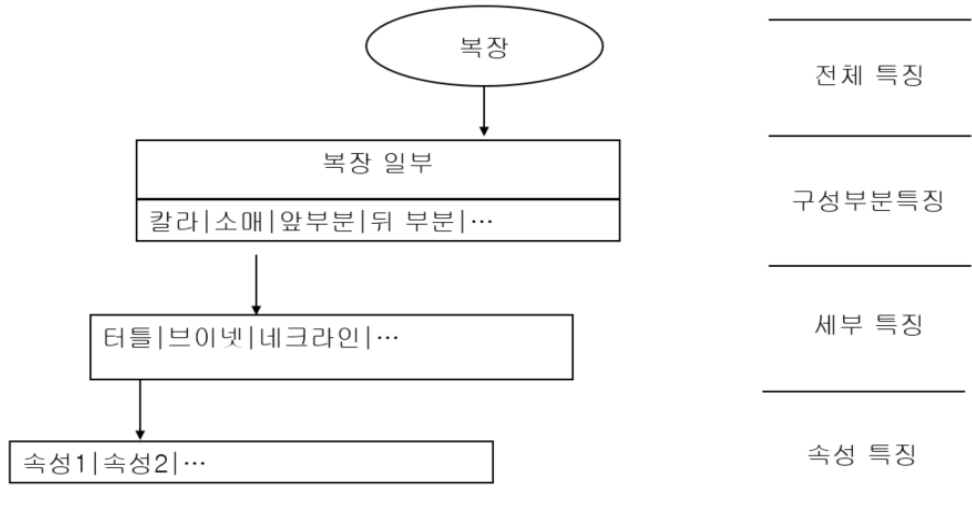 복장
전체 특징
복장 일부
구성부분특징
칼라|소매|앞부분|뒤 부분|…
세부 특징
터틀|브이넷|네크라인|…
속성 특징
속성1|속성2|…